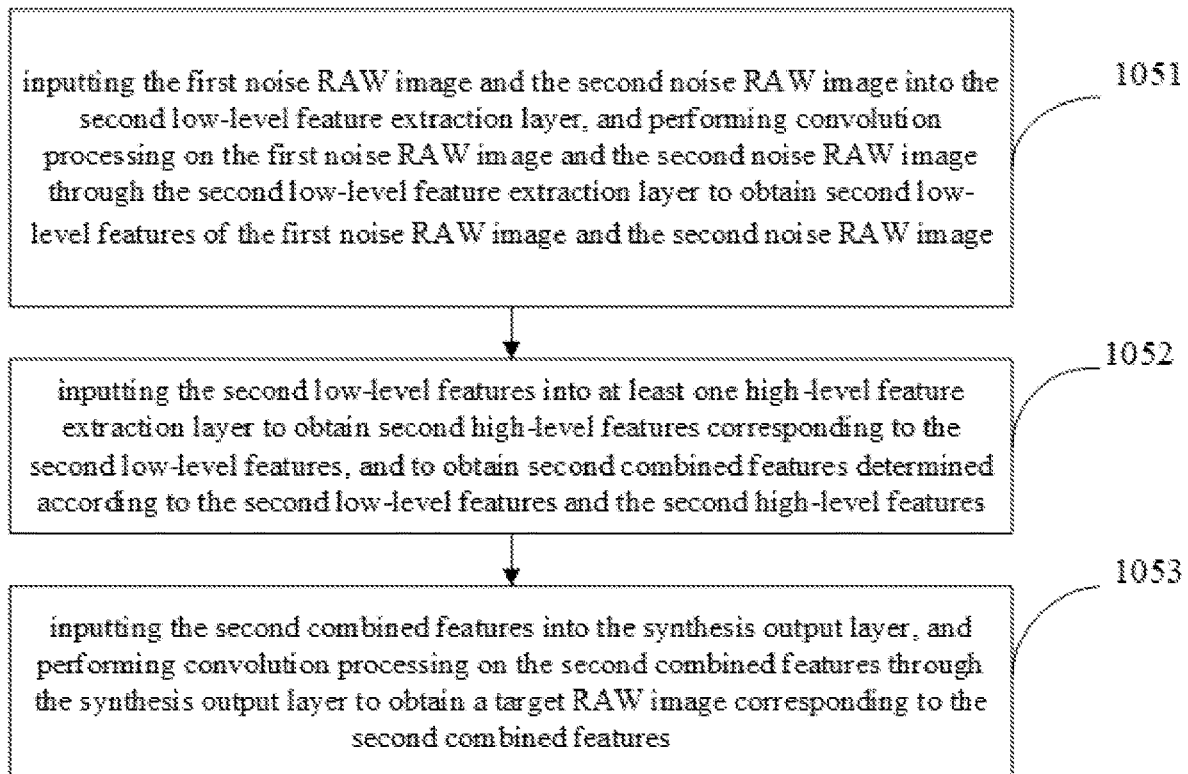 inputting the first noise RAW image and the second noise RAW image into the
second low-level feature extraction layer, and performing convolution
processing on the first noise RAW image and the second noise RAW image
through the second low-level feature extraction layer to obtain second low-
level features of the first noise RAW image and the second noise RAW image
1051
inputting the second low-level features into at least one high-level feature
extraction layer to obtain second high-level features corresponding to the
second low-level features, and to obtain second combined features determined
according to the second low-level features and the second high-level features
1052
inputting the second combined features into the synthesis output layer, and
performing convolution processing on the second combined features through
the synthesis output layer to obtain a target RAW image corresponding to the
second combined features
1053